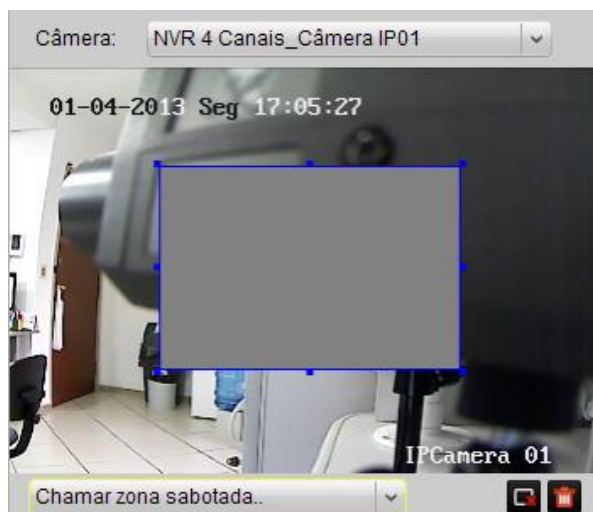 Câmera: NVR 4 Canais_Câmera IP01
01-04-2013 Seg 17:05:27
IPCamera 01
Chamar zona sabotada..